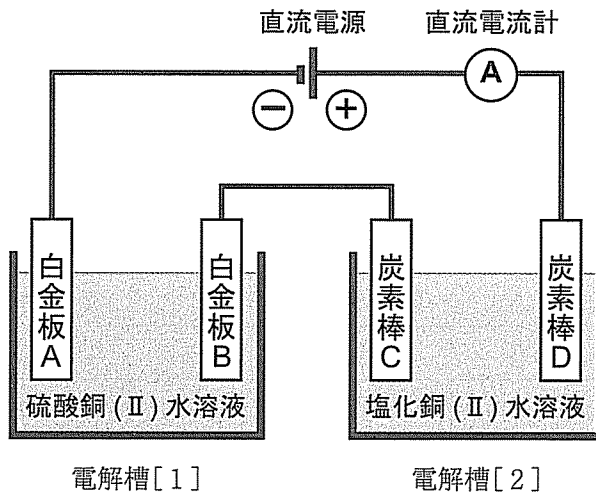 直流電源
直流電流計
A
− +
白金板A
白金板B
炭素棒C
炭素棒D
硫酸銅(Ⅱ)水溶液
塩化銅(Ⅱ)水溶液
電解槽[1]
電解槽[2]